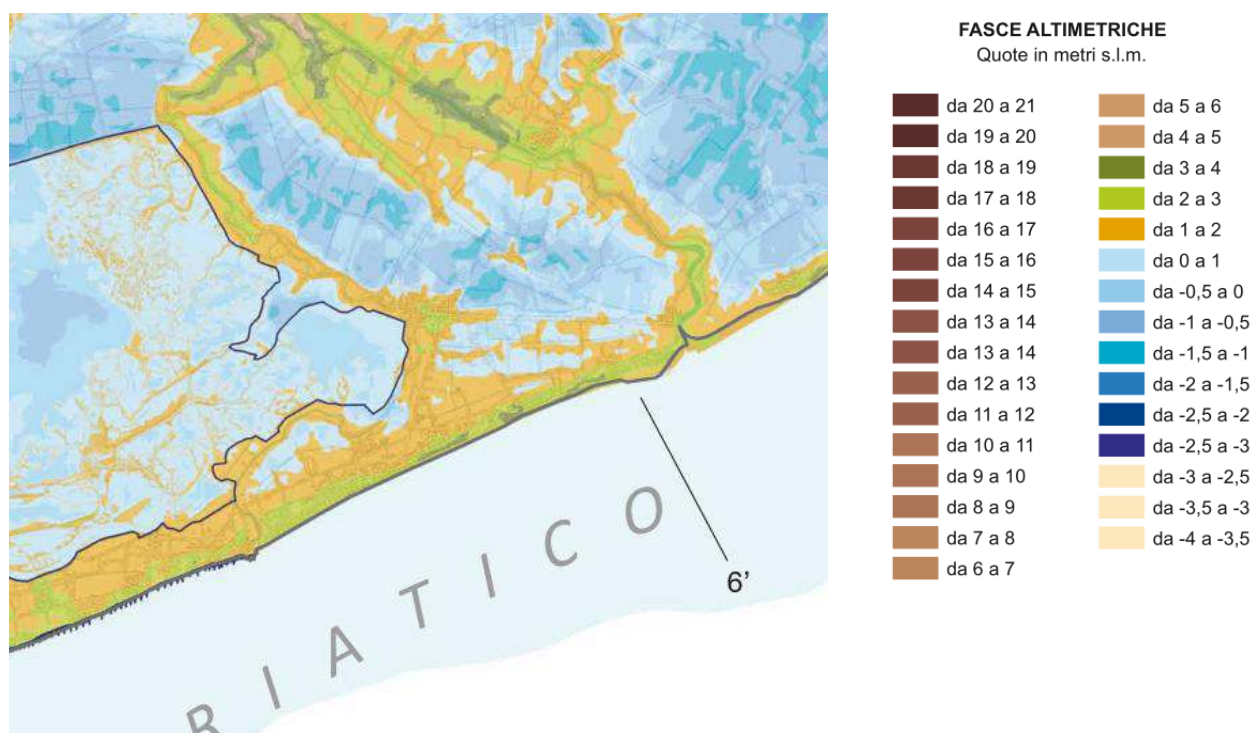 FASCE ALTIMETRICHE
Quote in metri s.l.m.
da 20 a 21
da 19 a 20
da 18 a 19
da 17 a 18
da 16 a 17
da 15 a 16
da 14 a 15
da 13 a 14
da 13 a 14
da 12 a 13
da 11 a 12
da 10 a 11
da 9 a 10
da 8 a 9
da 7 a 8
da 6 a 7
da 5 a 6
da 4 a 5
da 3 a 4
da 2 a 3
da 1 a 2
da 0 a 1
da -0,5 a 0
da -1 a -0,5
da -1,5 a -1
da -2 a -1,5
da -2,5 a -2
da -2,5 a -3
da -3 a -2,5
da -3,5 a -3
da -4 a -3,5
RIATICO
6’